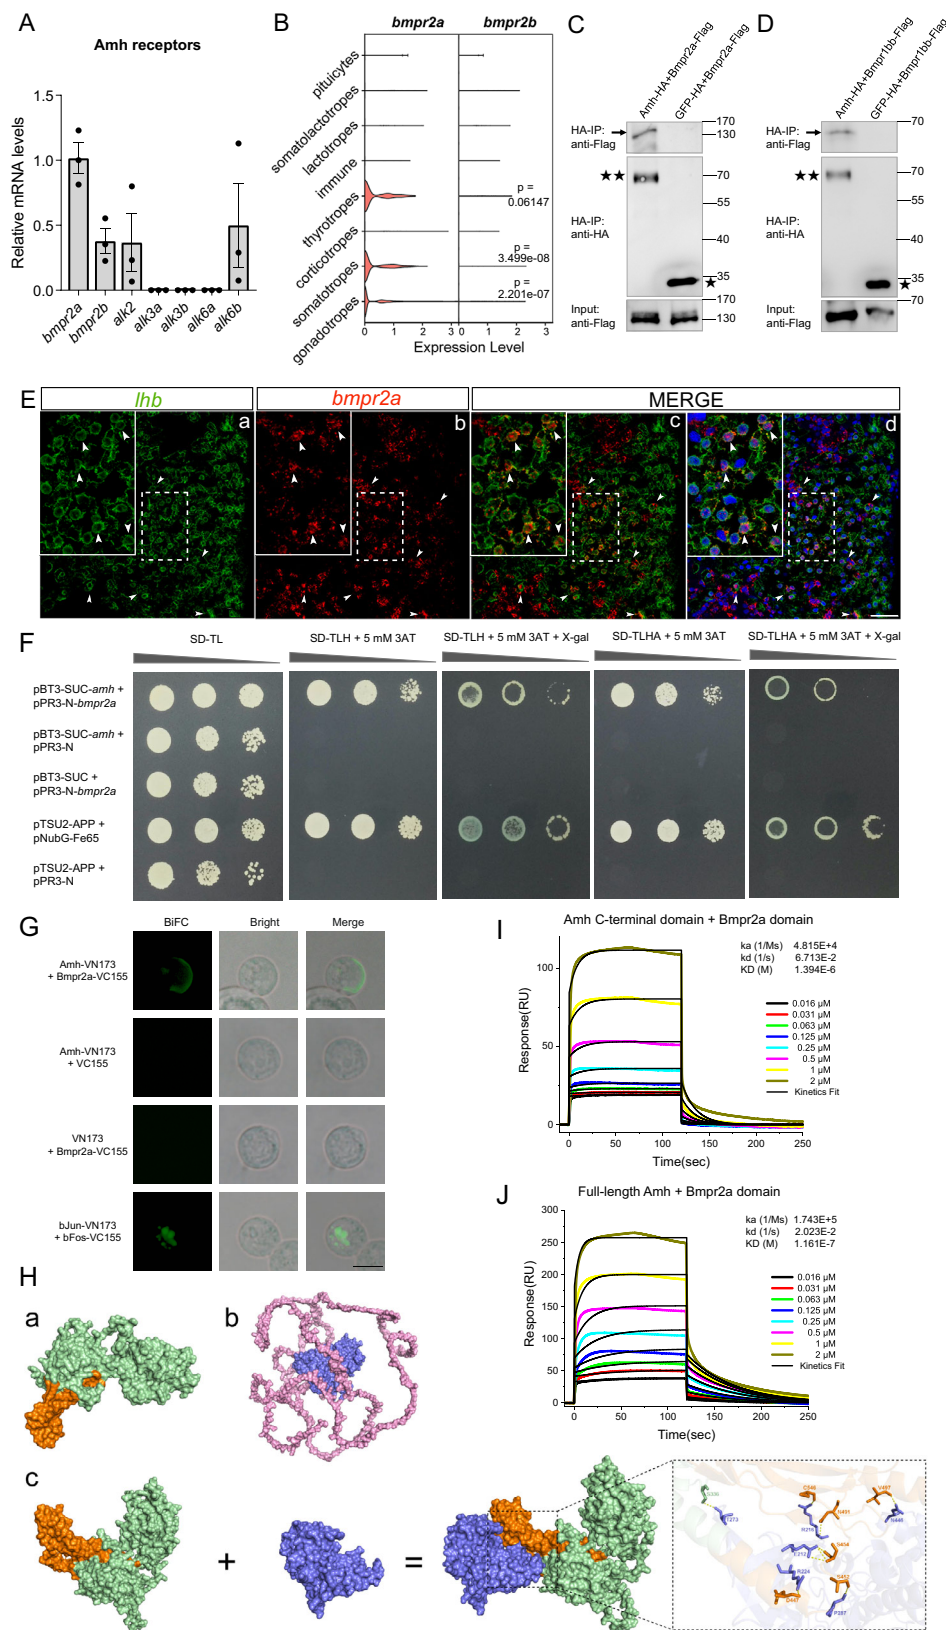 A
Amh receptors
Relative mRNA levels
1.5
1.0
0.5
0.0
bmpr2a
bmpr2b
alk2
alk3a
alk3b
alk6a
alk6b
B
bmpr2a
bmpr2b
pituicytes
somatolactotropes
lactotropes
immune
thyrotropes
corticotropes
somatotropes
gonadotropes
p =
0.06147
p =
3.499e-08
p =
2.201e-07
0 1 2 3 0 1 2 3
Expression Level
C
Amh-HA+Bmpr2a-Flag
GFP-HA+Bmpr2a-Flag
HA-IP:
anti-Flag
170
130
★★
70
55
HA-IP:
anti-HA
40
35
★
Input:
anti-Flag
170
130
D
Amh-HA+Bmpr1bb-Flag
GFP-HA+Bmpr1bb-Flag
HA-IP:
anti-Flag
70
★★
70
55
HA-IP:
anti-HA
40
35
★
Input:
anti-Flag
70
E
lhb
bmpr2a
MERGE
a
b
c
d
F
SD-TL
SD-TLH + 5 mM 3AT
SD-TLH + 5 mM 3AT + X-gal
SD-TLHA + 5 mM 3AT
SD-TLHA + 5 mM 3AT + X-gal
pBT3-SUC-amh +
pPR3-N-bmpr2a
pBT3-SUC-amh +
pPR3-N
pBT3-SUC +
pPR3-N-bmpr2a
pTSU2-APP +
pNubG-Fe65
pTSU2-APP +
pPR3-N
G
BiFC
Bright
Merge
Amh-VN173
+ Bmpr2a-VC155
Amh-VN173
+ VC155
VN173
+ Bmpr2a-VC155
bJun-VN173
+ bFos-VC155
H
a
b
c
+
=
S336
T273
C546
V497
N491
R216
N446
E212
S454
R224
S452
D447
P287
I
Amh C-terminal domain + Bmpr2a domain
ka (1/Ms) 4.815E+4
kd (1/s) 6.713E-2
KD (M) 1.394E-6
Response(RU)
100
50
0
0.016 µM
0.031 µM
0.063 µM
0.125 µM
0.25 µM
0.5 µM
1 µM
2 µM
Kinetics Fit
0 50 100 150 200 250
Time(sec)
J
Full-length Amh + Bmpr2a domain
ka (1/Ms) 1.743E+5
kd (1/s) 2.023E-2
KD (M) 1.161E-7
Response(RU)
300
250
200
150
100
50
0
0.016 µM
0.031 µM
0.063 µM
0.125 µM
0.25 µM
0.5 µM
1 µM
2 µM
Kinetics Fit
0 50 100 150 200 250
Time(sec)